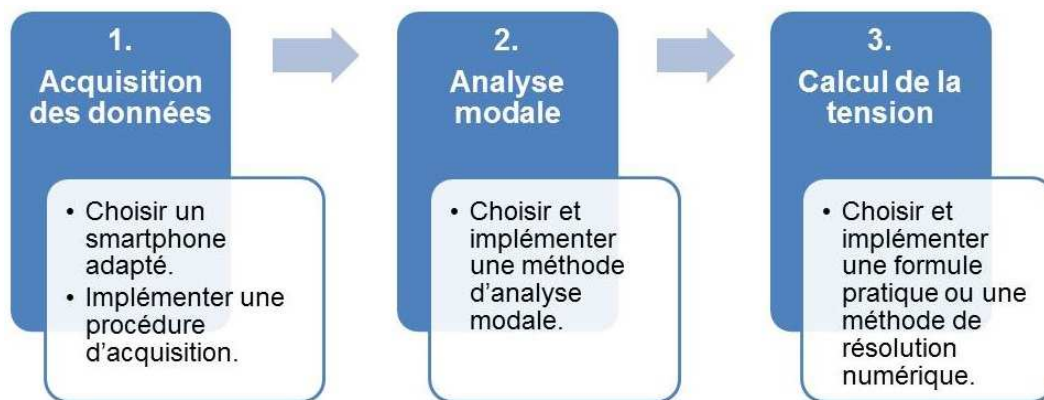 1.
Acquisition
des données
• Choisir un
smartphone
adapté.
• Implémenter une
procédure
d’acquisition.
2.
Analyse
modale
• Choisir et
implémenter
une méthode
d’analyse
modale.
3.
Calcul de la
tension
• Choisir et
implémenter
une formule
pratique ou une
méthode de
résolution
numérique.